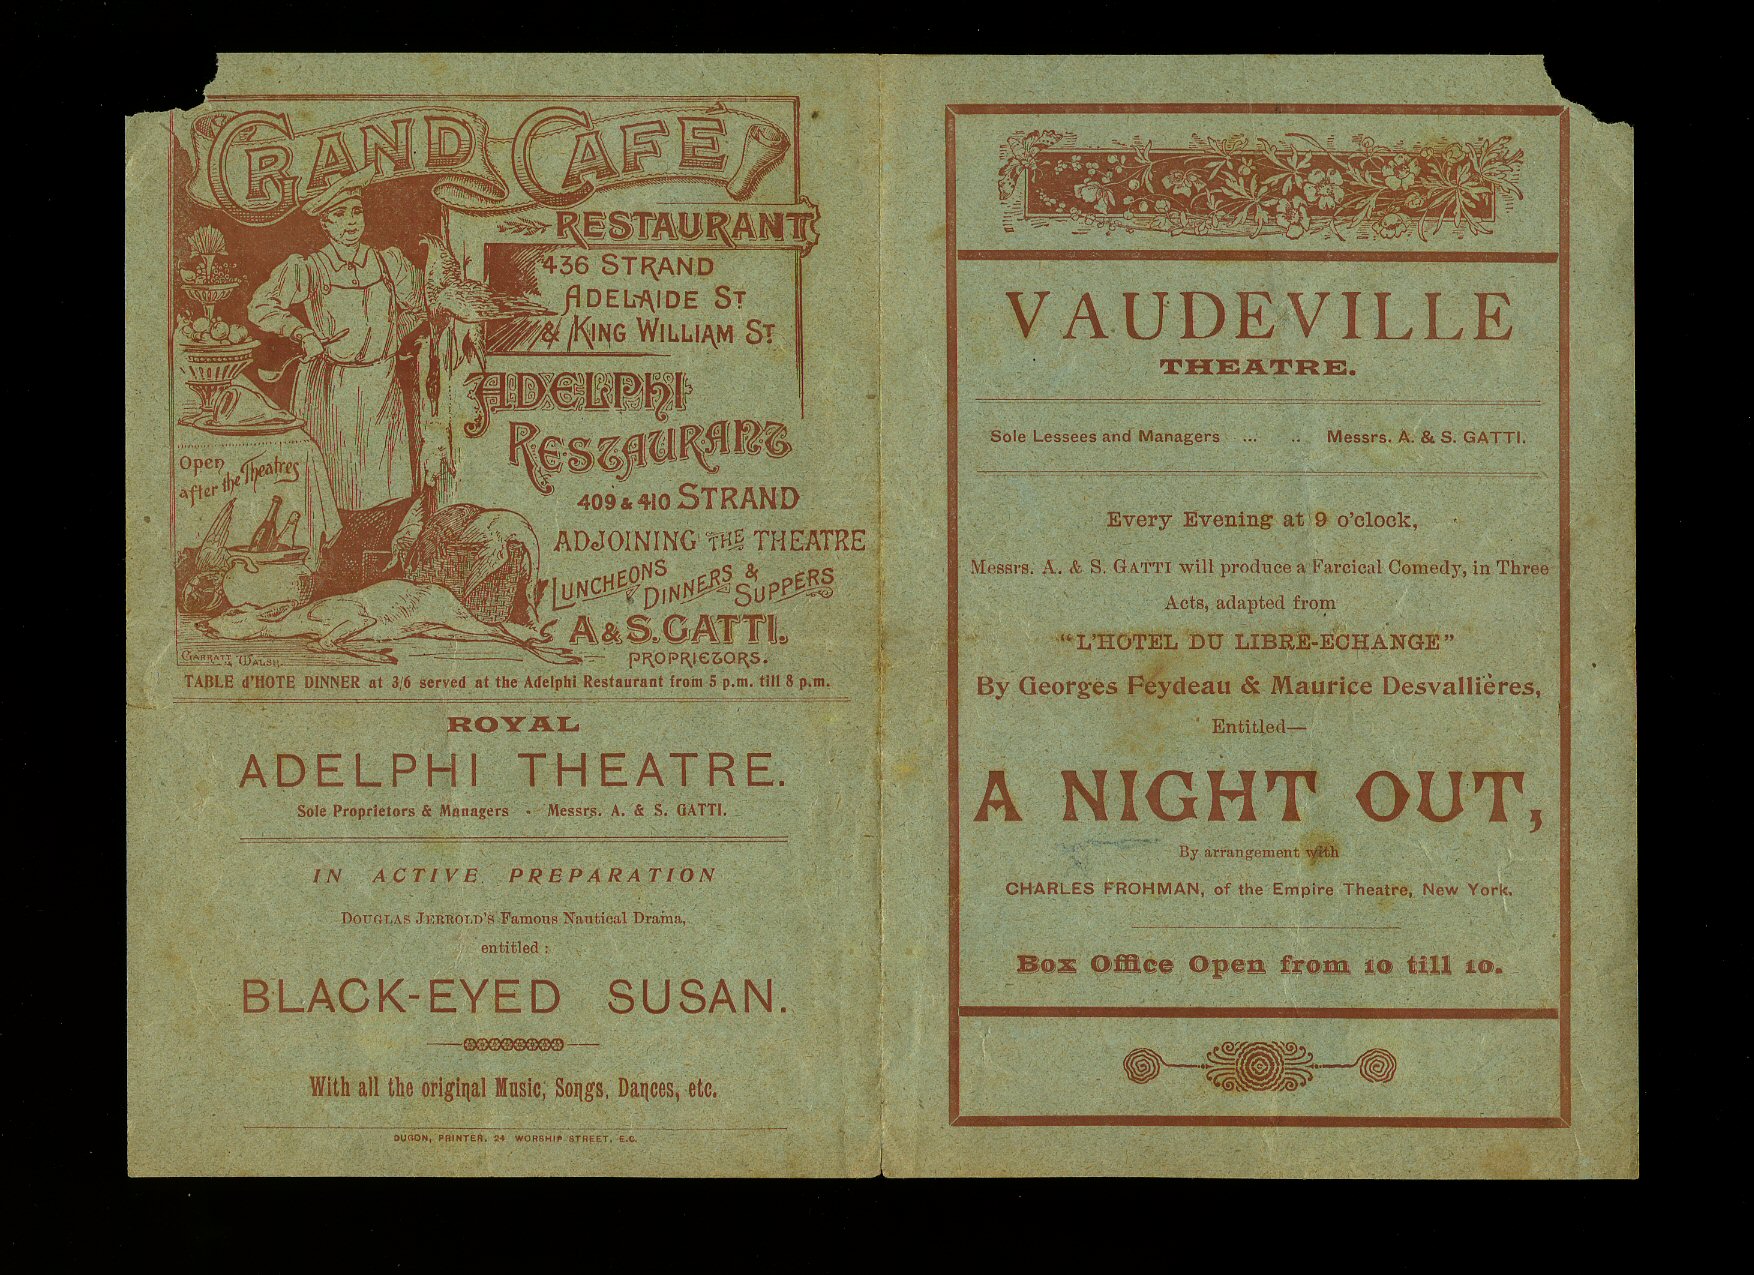 GRAND CAFÉ
RESTAURANT
436 STRAND
ADELAIDE ST
& KING WILLIAM ST
ADELPHI
RESTAURANT
409 & 410 STRAND
ADJOINING THE THEATRE
LUNCHEONS
DINNERS &
SUPPERS
A & S. GATTI.
PROPRIETORS.
Open
after the Theatres
GARRATT & WALSH.
TABLE d'HOTE DINNER at 3/6 served at the Adelphi Restaurant from 5 p.m. till 8 p.m.
ROYAL
ADELPHI THEATRE.
Sole Proprietors & Managers - Messrs. A. & S. GATTI.
IN ACTIVE PREPARATION
DOUGLAS JERROLD'S Famous Nautical Drama,
entitled :
BLACK-EYED SUSAN.
With all the original Music, Songs, Dances, etc.
DUGON, PRINTER, 24 WORSHIP STREET, E.C.
VAUDEVILLE
THEATRE.
Sole Lessees and Managers ... .. Messrs. A. & S. GATTI.
Every Evening at 9 o'clock,
Messrs. A. & S. GATTI will produce a Farcical Comedy, in Three
Acts, adapted from
"L'HOTEL DU LIBRE-ECHANGE"
By Georges Feydeau & Maurice Desvallières,
Entitled—
A NIGHT OUT,
By arrangement with
CHARLES FROHMAN, of the Empire Theatre, New York.
Box Office Open from 10 till 10.